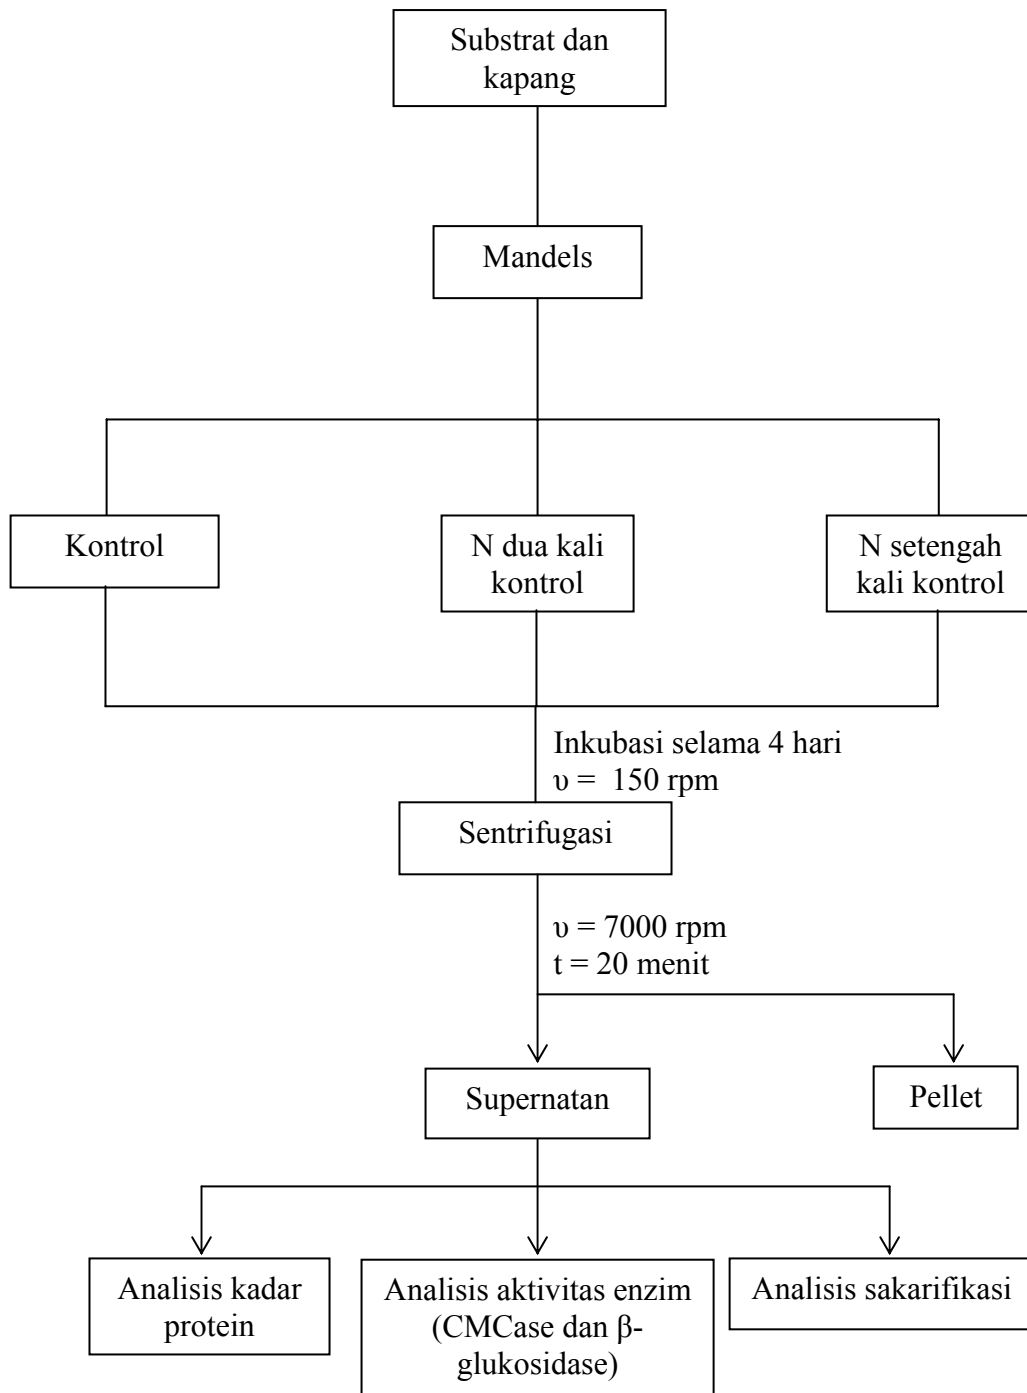 Substrat dan
kapang
Mandels
Kontrol
N dua kali
kontrol
N setengah
kali kontrol
Inkubasi selama 4 hari
υ =  150 rpm
Sentrifugasi
υ = 7000 rpm
t = 20 menit
Supernatan
Pellet
Analisis kadar
protein
Analisis aktivitas enzim
(CMCase dan β-
glukosidase)
Analisis sakarifikasi